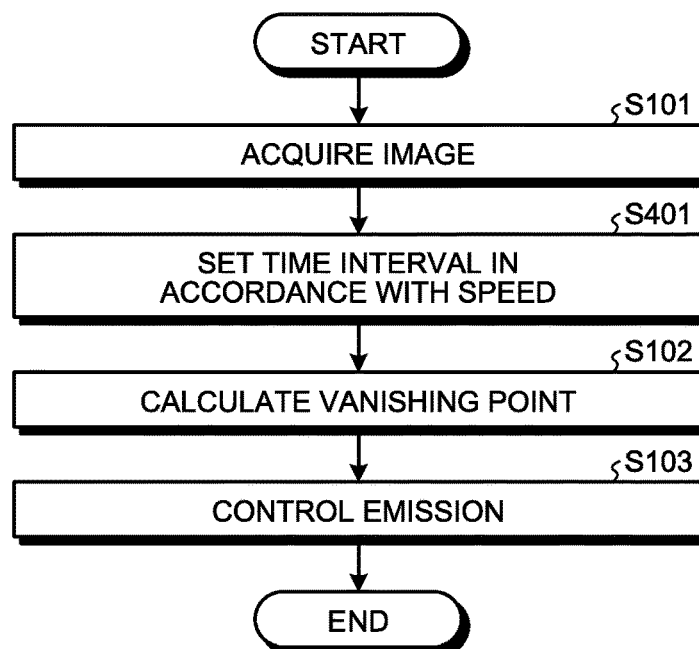 START
S101
ACQUIRE IMAGE
S401
SET TIME INTERVAL IN
ACCORDANCE WITH SPEED
S102
CALCULATE VANISHING POINT
S103
CONTROL EMISSION
END